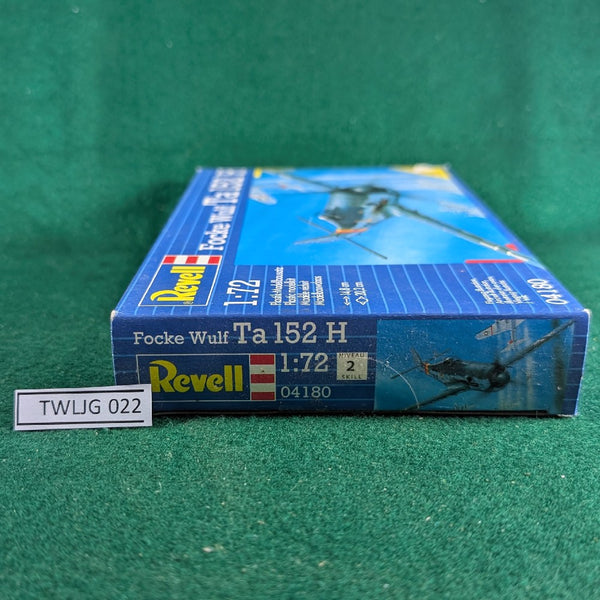 Revell
Focke Wulf Ta 152 H
1:72
04180
Focke Wulf Ta 152 H
Revell
1:72
04180
NIVEAU
2
SKILL
TWLJG 022